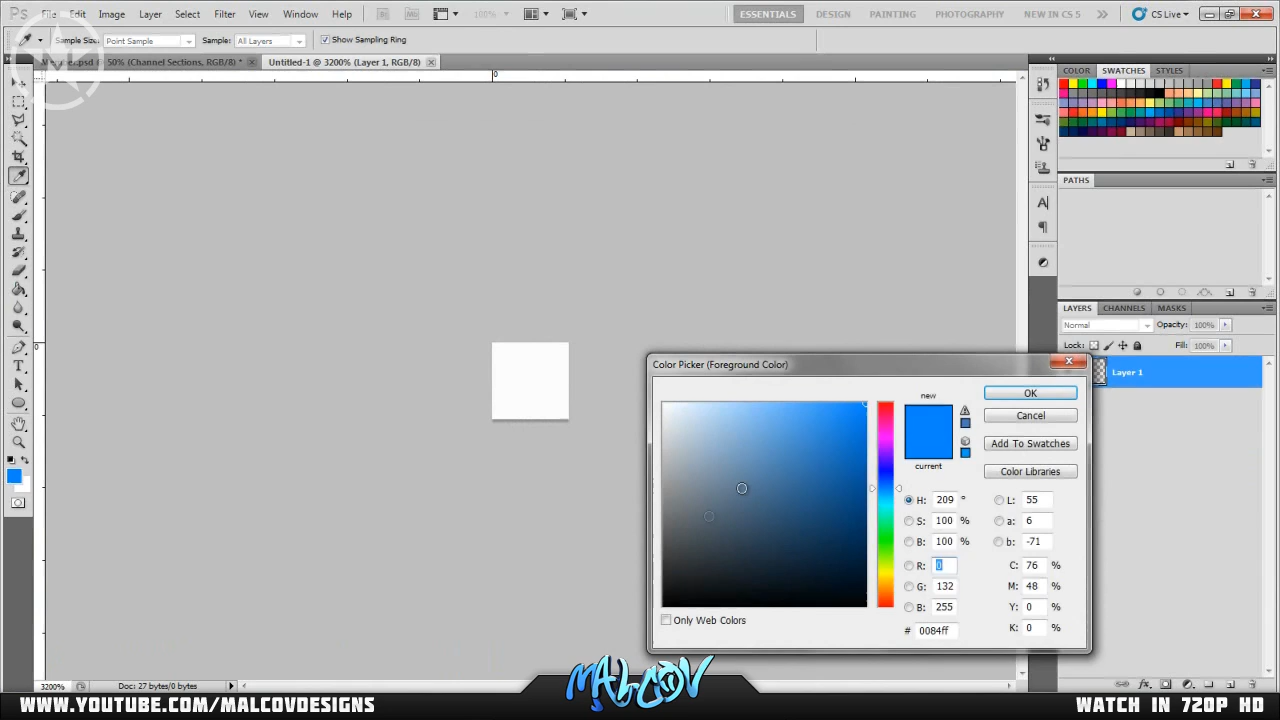 Ps File Edit Image Layer Select Filter View Window Help 100% ESSENTIALS DESIGN PAINTING PHOTOGRAPHY NEW IN CS 5 CS Live
Sample Size: Point Sample Sample: All Layers Show Sampling Ring
.psd @ 50% (Channel Sections, RGB/8) * Untitled-1 @ 3200% (Layer 1, RGB/8)
0
COLOR SWATCHES STYLES
PATHS
LAYERS CHANNELS MASKS
Normal Opacity: 100%
Lock: Fill: 100%
Layer 1
0
Color Picker (Foreground Color)
new
current
OK
Cancel
Add To Swatches
Color Libraries
H: 209 ° L: 55
S: 100 % a: 6
B: 100 % b: -71
R: 0 C: 76 %
G: 132 M: 48 %
B: 255 Y: 0 %
# 0084ff K: 0 %
Only Web Colors
3200% Doc: 27 bytes/0 bytes
MALCOV
WWW.YOUTUBE.COM/MALCOVDESIGNS
WATCH IN 720P HD